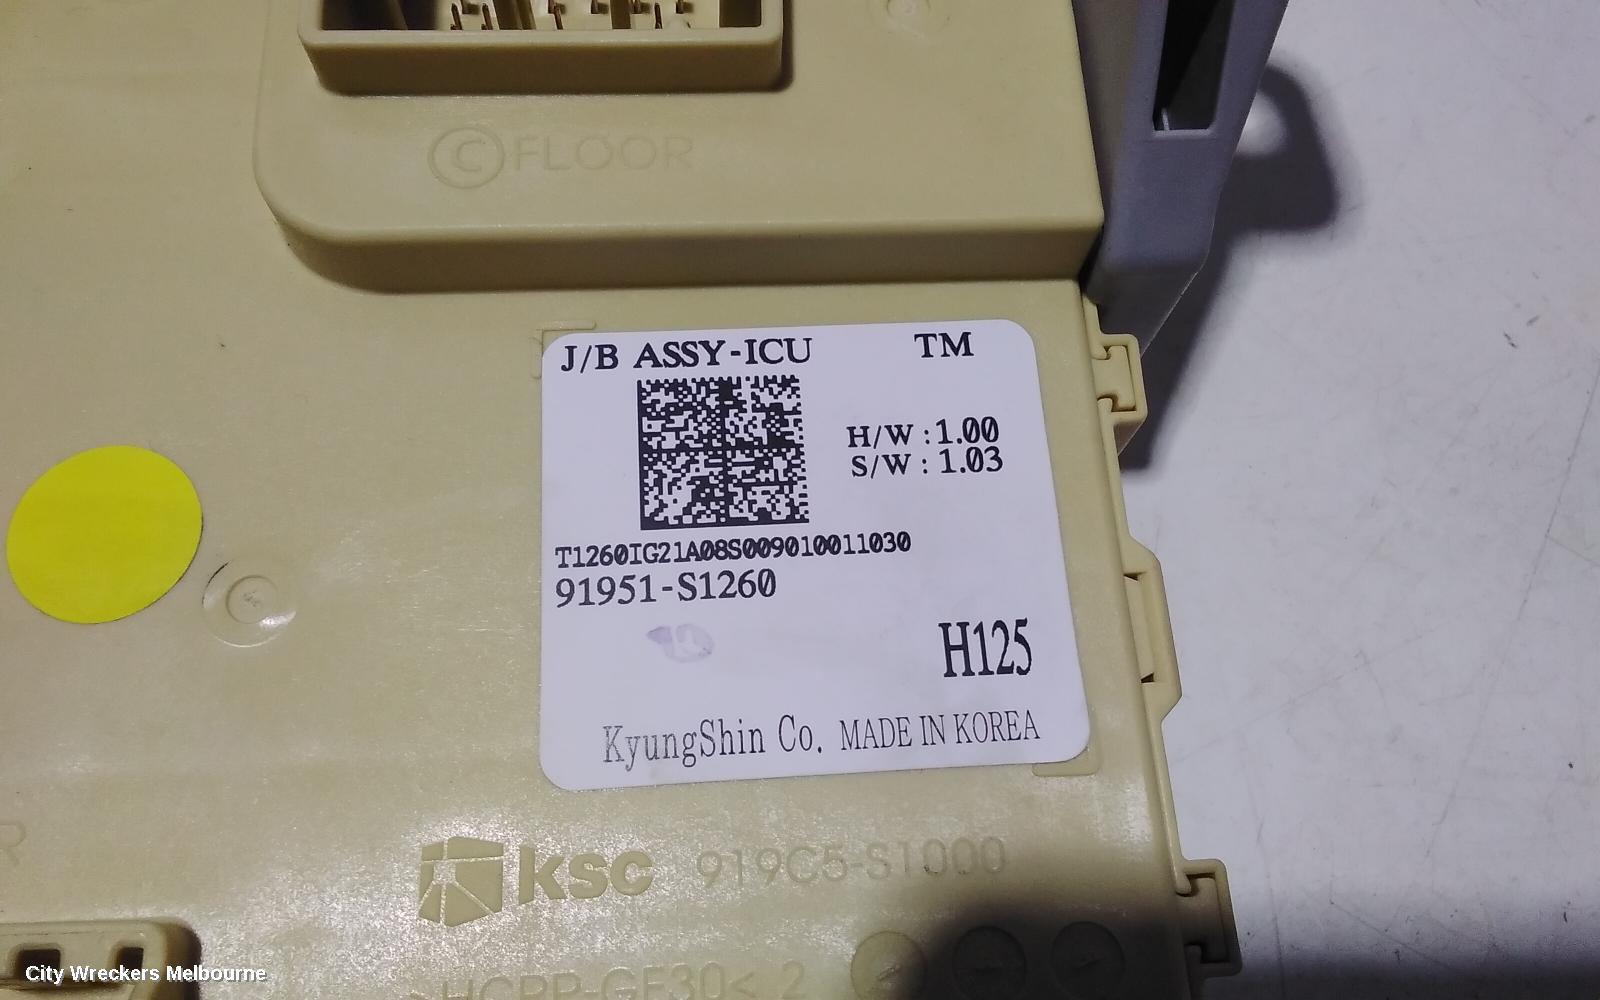 © FLOOR
J/B ASSY-ICU TM
H/W : 1.00
S/W : 1.03
T1260IG21A08S009010011030
91951-S1260
H125
KyungShin Co. MADE IN KOREA
R
KSC 919C5-S1000
City Wreckers Melbourne